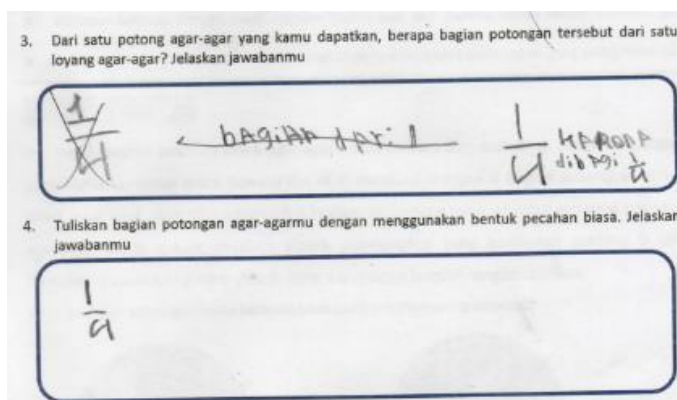 3. Dari satu potong agar-agar yang kamu dapatkan, berapa bagian potongan tersebut dari satu
loyang agar-agar? Jelaskan jawabanmu
1/4 bAgiAn dAri 1 1/4 kArenA
dibAgi 1/4
4. Tuliskan bagian potongan agar-agarmu dengan menggunakan bentuk pecahan biasa. Jelaskan
jawabanmu
1/4